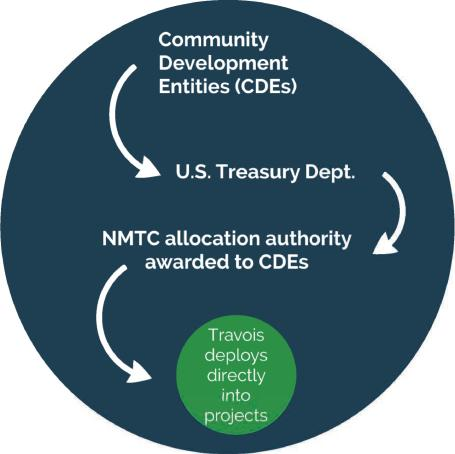 Community
Development
Entities (CDEs)
U.S. Treasury Dept.
NMTC allocation authority
awarded to CDEs
Travois
deploys
directly
into
projects